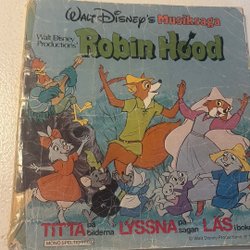 WALT DISNEY'S Musiksaga
Walt Disney
Productions'
Robin Hood
TITTA på bilderna LYSSNA på sagan LÄS i boken
MONO SPELTID
© Walt Disney Productions